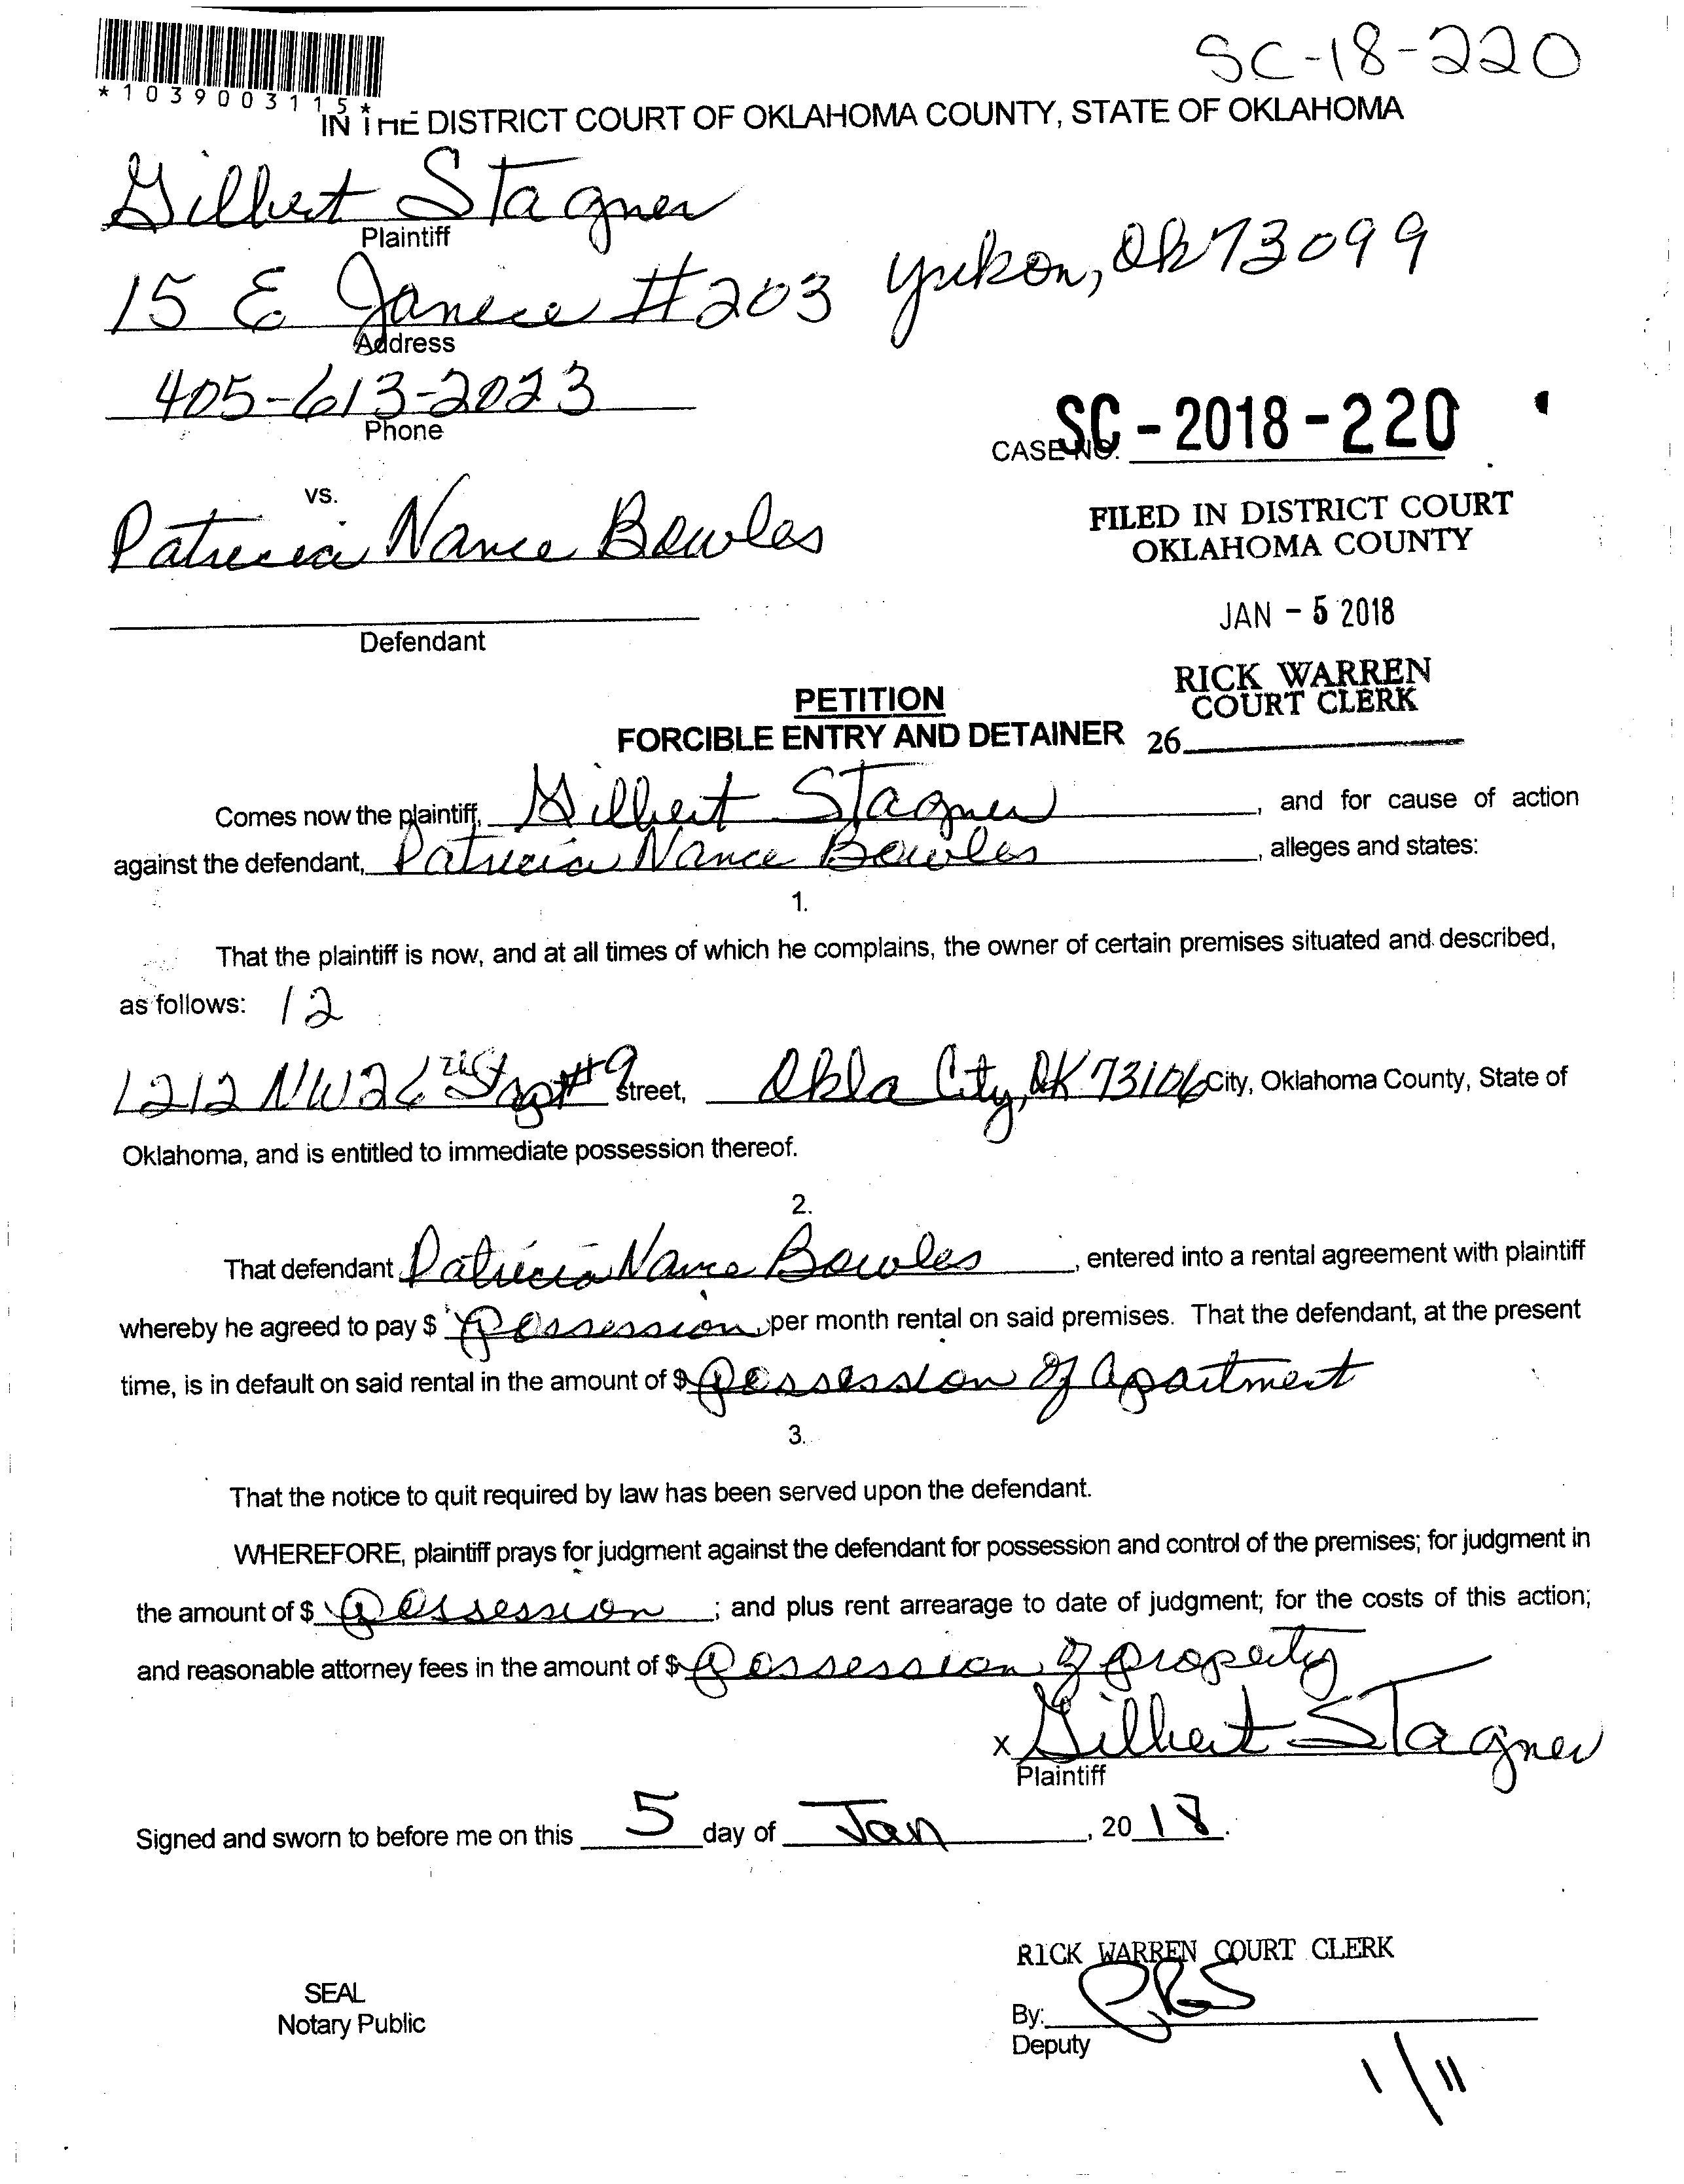 SC-18-220
*1039003115*
IN THE DISTRICT COURT OF OKLAHOMA COUNTY, STATE OF OKLAHOMA
Gilbert Stagner
Plaintiff
15 E Janece #203 Yukon, Ok 73099
Address
405-613-2023
Phone
CASE NO. SC-2018-220
vs.
Patricia Nance Bowles
FILED IN DISTRICT COURT
OKLAHOMA COUNTY
JAN - 5 2018
Defendant
RICK WARREN
COURT CLERK
PETITION
FORCIBLE ENTRY AND DETAINER 26
Comes now the plaintiff, Gilbert Stagner, and for cause of action
against the defendant, Patricia Nance Bowles, alleges and states:
1.
That the plaintiff is now, and at all times of which he complains, the owner of certain premises situated and described,
as follows: 12
1212 NW 26th St apt #9 street, Okla City, OK 73106 City, Oklahoma County, State of
Oklahoma, and is entitled to immediate possession thereof.
2.
That defendant Patricia Nance Bowles, entered into a rental agreement with plaintiff
whereby he agreed to pay $ Possession per month rental on said premises. That the defendant, at the present
time, is in default on said rental in the amount of $ Possession of apartment
3.
That the notice to quit required by law has been served upon the defendant.
WHEREFORE, plaintiff prays for judgment against the defendant for possession and control of the premises; for judgment in
the amount of $ Possession; and plus rent arrearage to date of judgment; for the costs of this action;
and reasonable attorney fees in the amount of $ Possession of property
x Gilbert Stagner
Plaintiff
Signed and sworn to before me on this 5 day of Jan, 20 18.
RICK WARREN COURT CLERK
SEAL
Notary Public
By:
Deputy
1/11